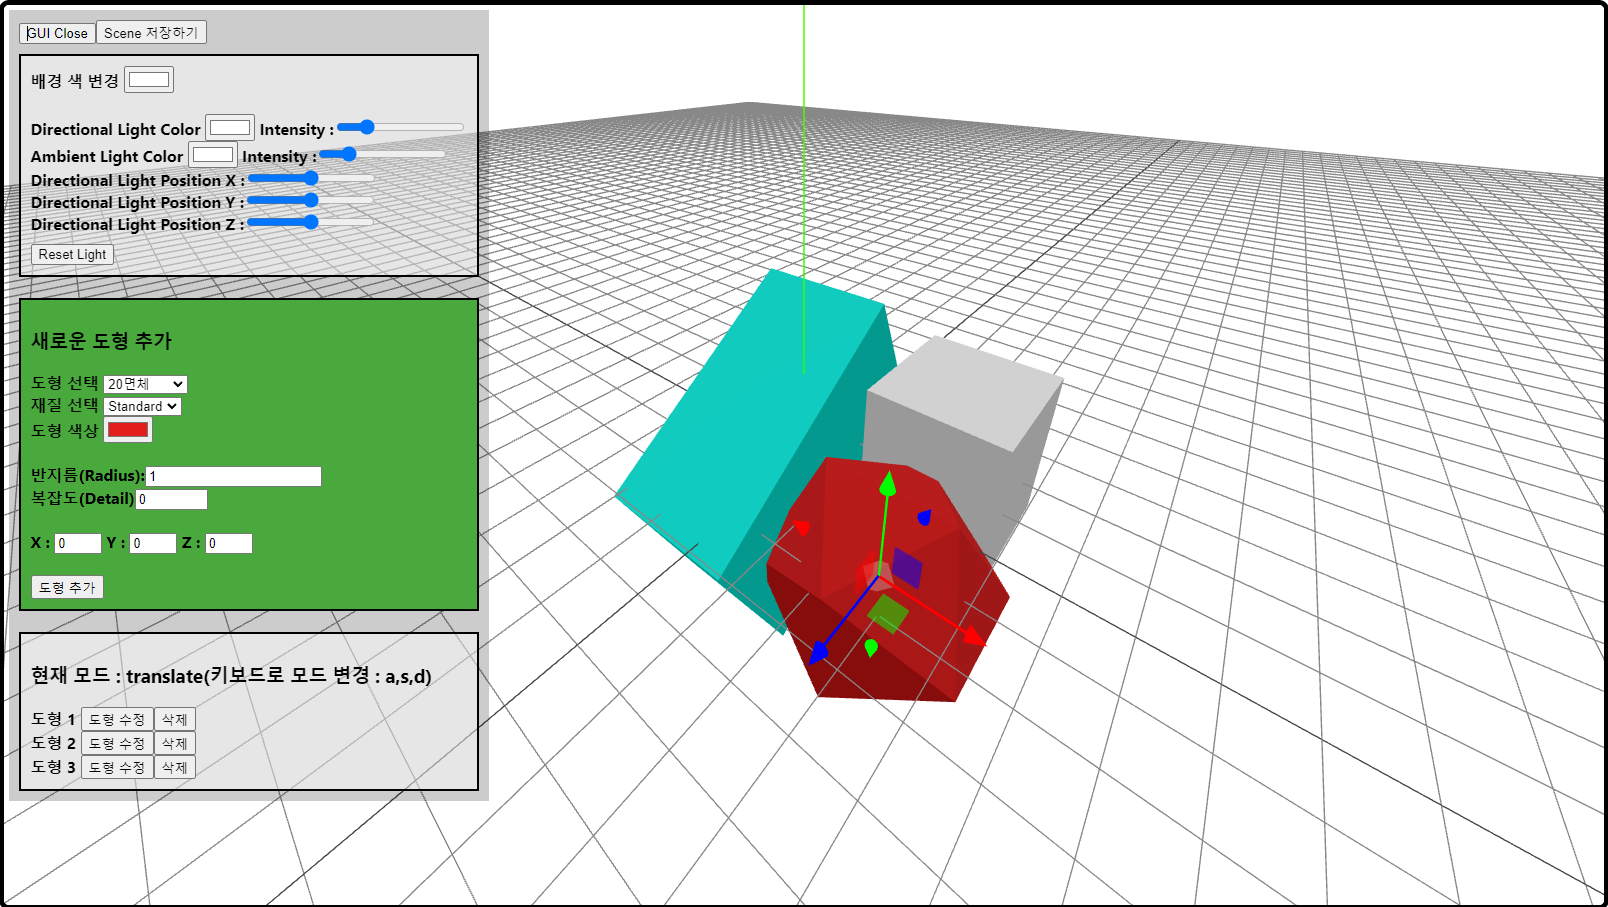 GUI Close Scene 저장하기
배경 색 변경
Directional Light Color Intensity :
Ambient Light Color Intensity :
Directional Light Position X :
Directional Light Position Y :
Directional Light Position Z :
Reset Light
새로운 도형 추가
도형 선택 20면체
재질 선택 Standard
도형 색상
반지름(Radius): 1
복잡도(Detail) 0
X : 0 Y : 0 Z : 0
도형 추가
현재 모드 : translate(키보드로 모드 변경 : a,s,d)
도형 1 도형 수정 삭제
도형 2 도형 수정 삭제
도형 3 도형 수정 삭제